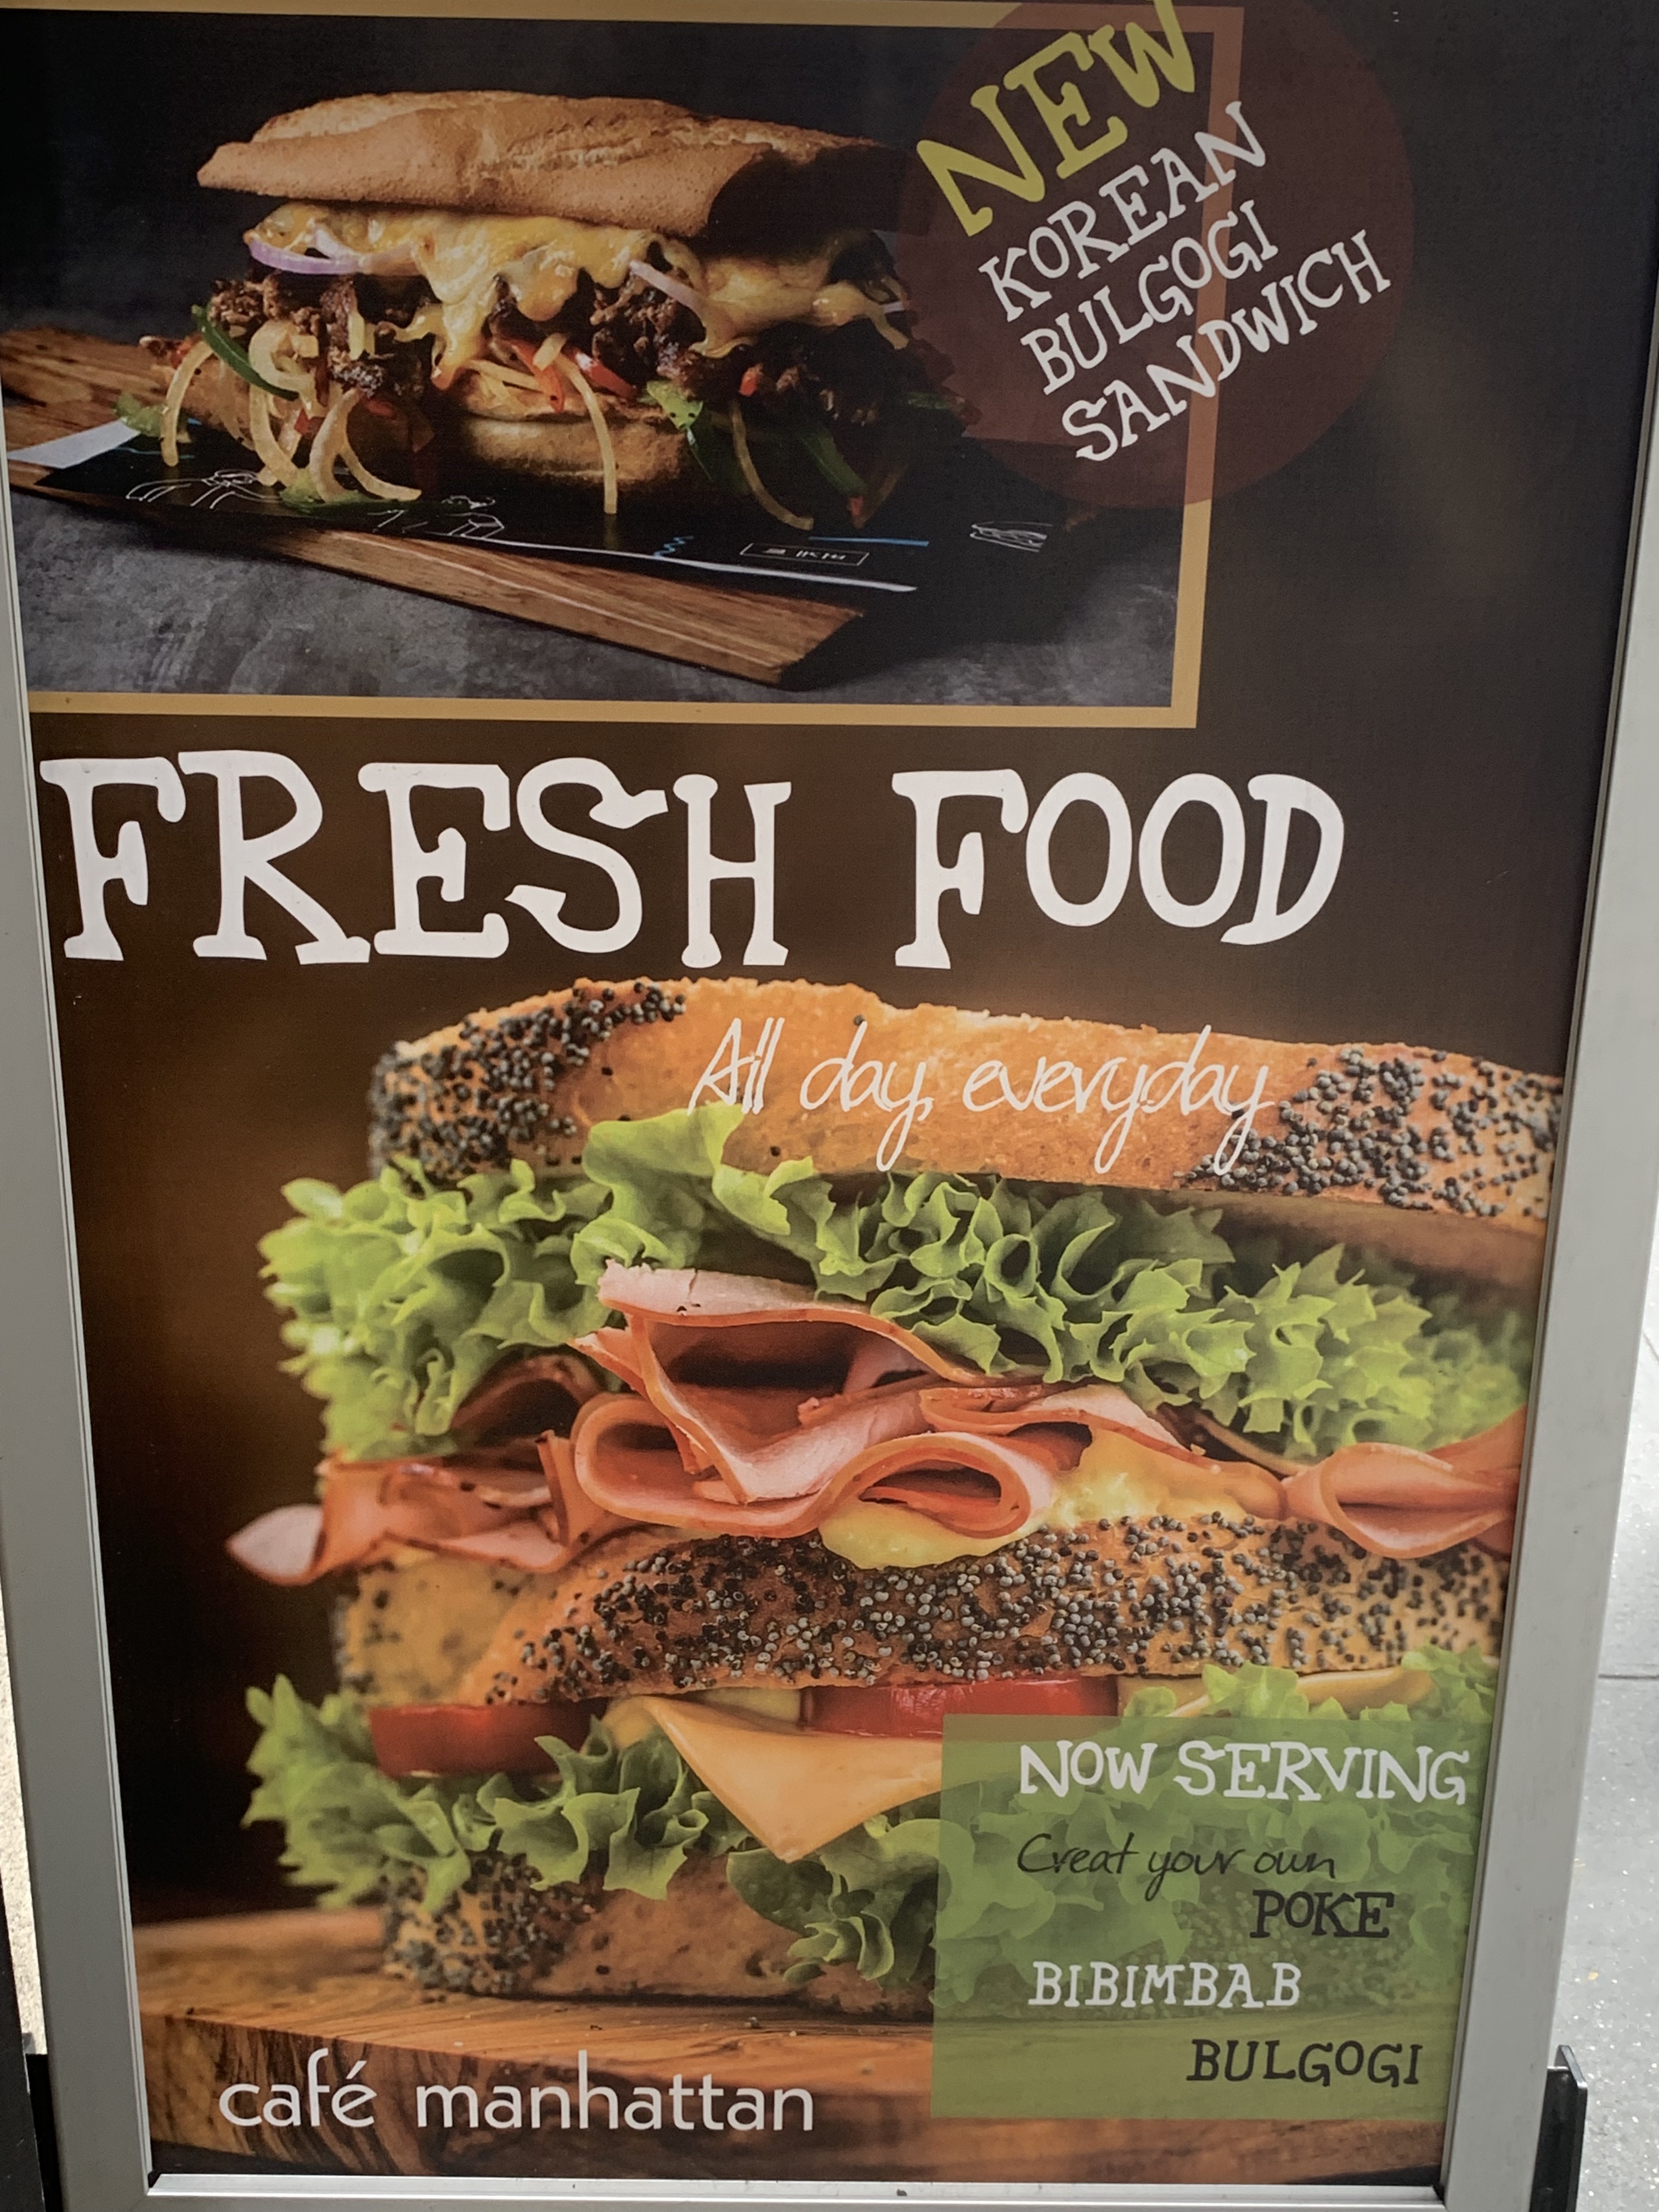 NEW
KOREAN
BULGOGI
SANDWICH
FRESH FOOD
All day, everyday
NOW SERVING
Creat your own
POKE
BIBIMBAB
BULGOGI
café manhattan